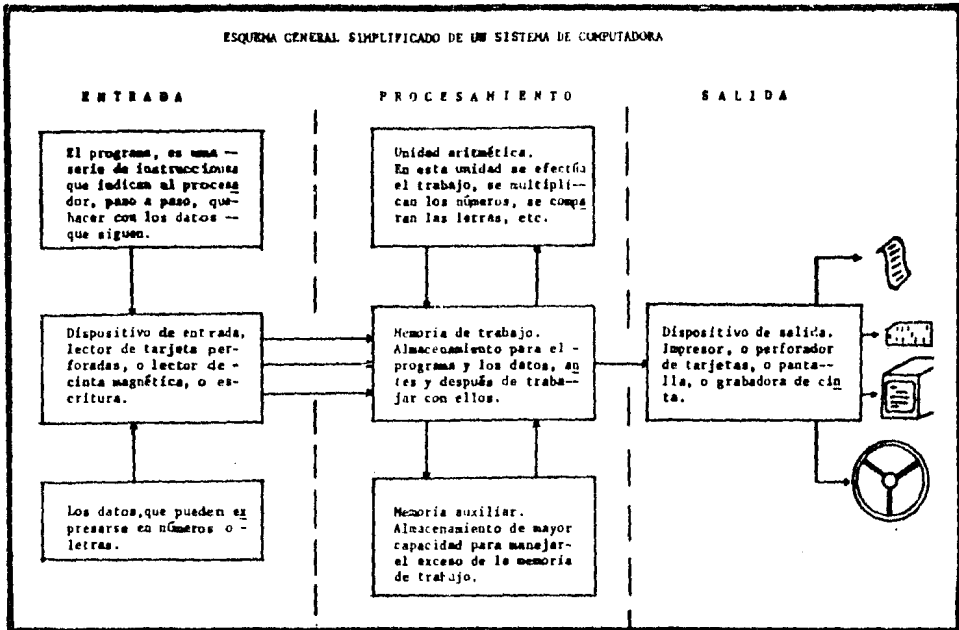 ESQUEMA GENERAL SIMPLIFICADO DE UN SISTEMA DE COMPUTADORA
ENTRADA
PROCESAMIENTO
SALIDA
El programa, es una --
serie de instrucciones
que indican al procesa
dor, paso a paso, que-
hacer con los datos --
que siguen.
Unidad aritmética.
En esta unidad se efectúa
el trabajo, se multipli-
can los números, se compa
ran las letras, etc.
Dispositivo de entrada,
lector de tarjeta per-
foradas, o lector de -
cinta magnética, o es-
critura.
Memoria de trabajo.
Almacenamiento para el -
programa y los datos, an
tes y después de traba--
jar con ellos.
Dispositivo de salida.
Impresor, o perforador
de tarjetas, o panta--
lla, o grabadora de cin
ta.
Los datos,que pueden ex
presarse en números o -
letras.
Memoria auxiliar.
Almacenamiento de mayor
capacidad para manejar-
el exceso de la memoria
de trabajo.